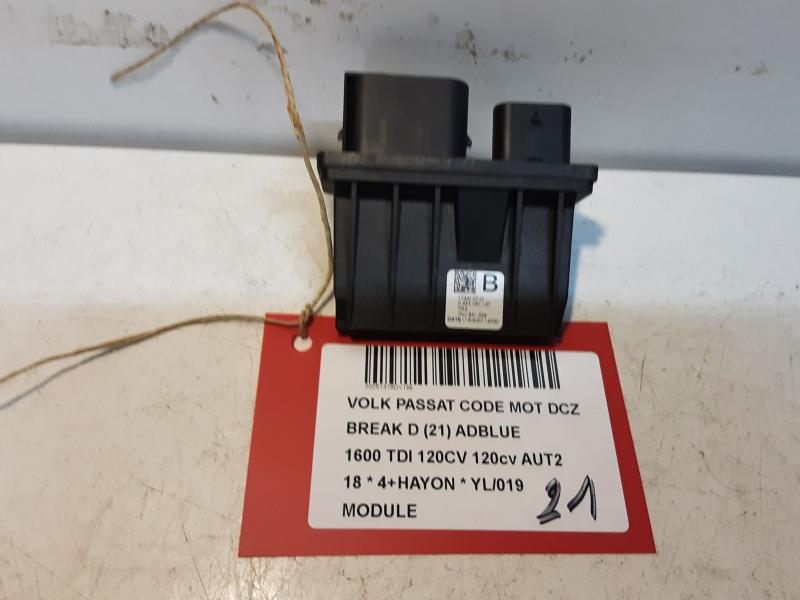 B
VOLK PASSAT CODE MOT DCZ
BREAK D (21) ADBLUE
1600 TDI 120CV 120cv AUT2
18 * 4+HAYON * YL/019
MODULE
21